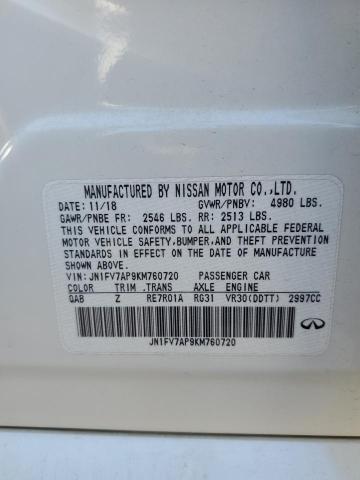 MANUFACTURED BY NISSAN MOTOR CO.,LTD.
DATE: 11/18 GVWR/PNBV: 4980 LBS.
GAWR/PNBE FR: 2546 LBS. RR: 2513 LBS.
THIS VEHICLE CONFORMS TO ALL APPLICABLE FEDERAL
MOTOR VEHICLE SAFETY,BUMPER,AND THEFT PREVENTION
STANDARDS IN EFFECT ON THE DATE OF MANUFACTURE
SHOWN ABOVE.
VIN: JN1FV7AP9KM760720 PASSENGER CAR
COLOR TRIM .TRANS AXLE ENGINE
QAB Z RE7R01A RG31 VR30(DDTT) 2997CC
JN1FV7AP9KM760720